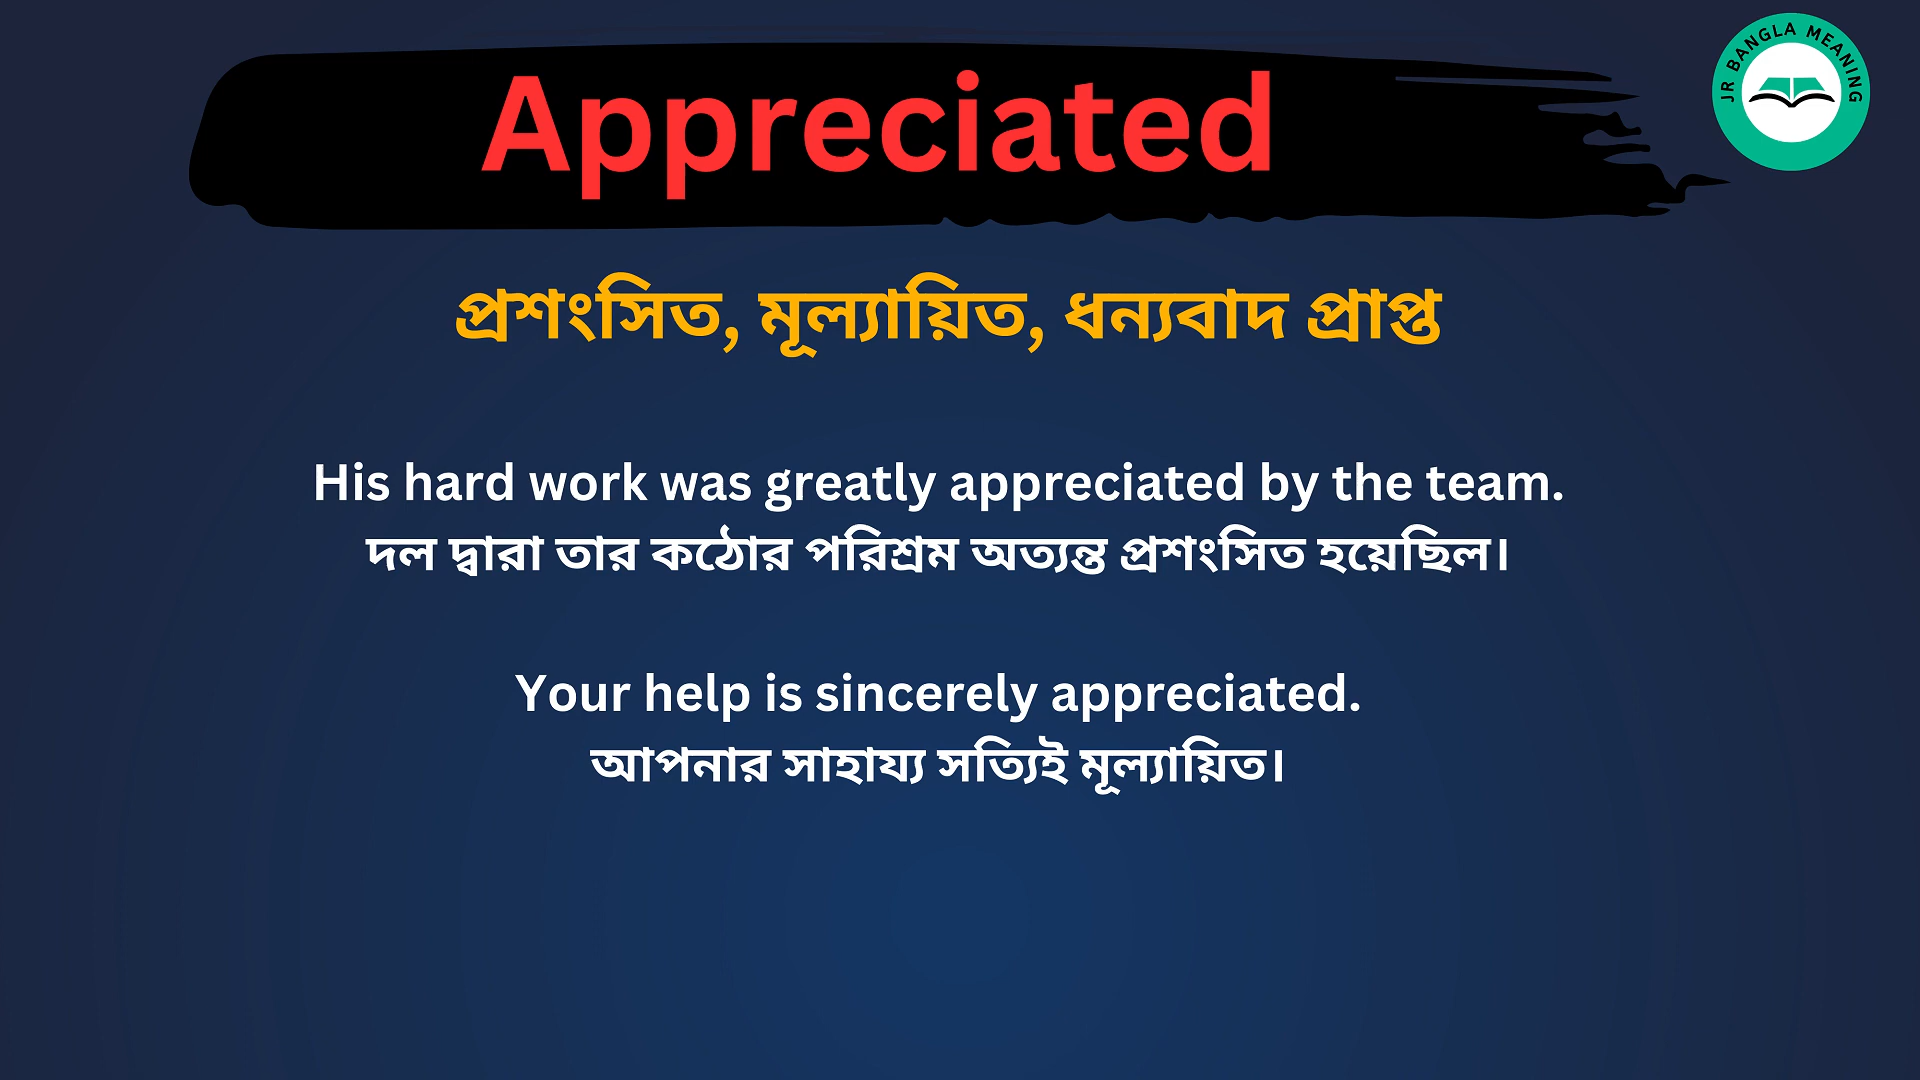 Appreciated
JR BANGLA MEANING
প্রশংসিত, মূল্যায়িত, ধন্যবাদ প্রাপ্ত
His hard work was greatly appreciated by the team.
দল দ্বারা তার কঠোর পরিশ্রম অত্যন্ত প্রশংসিত হয়েছিল।
Your help is sincerely appreciated.
আপনার সাহায্য সত্যিই মূল্যায়িত।